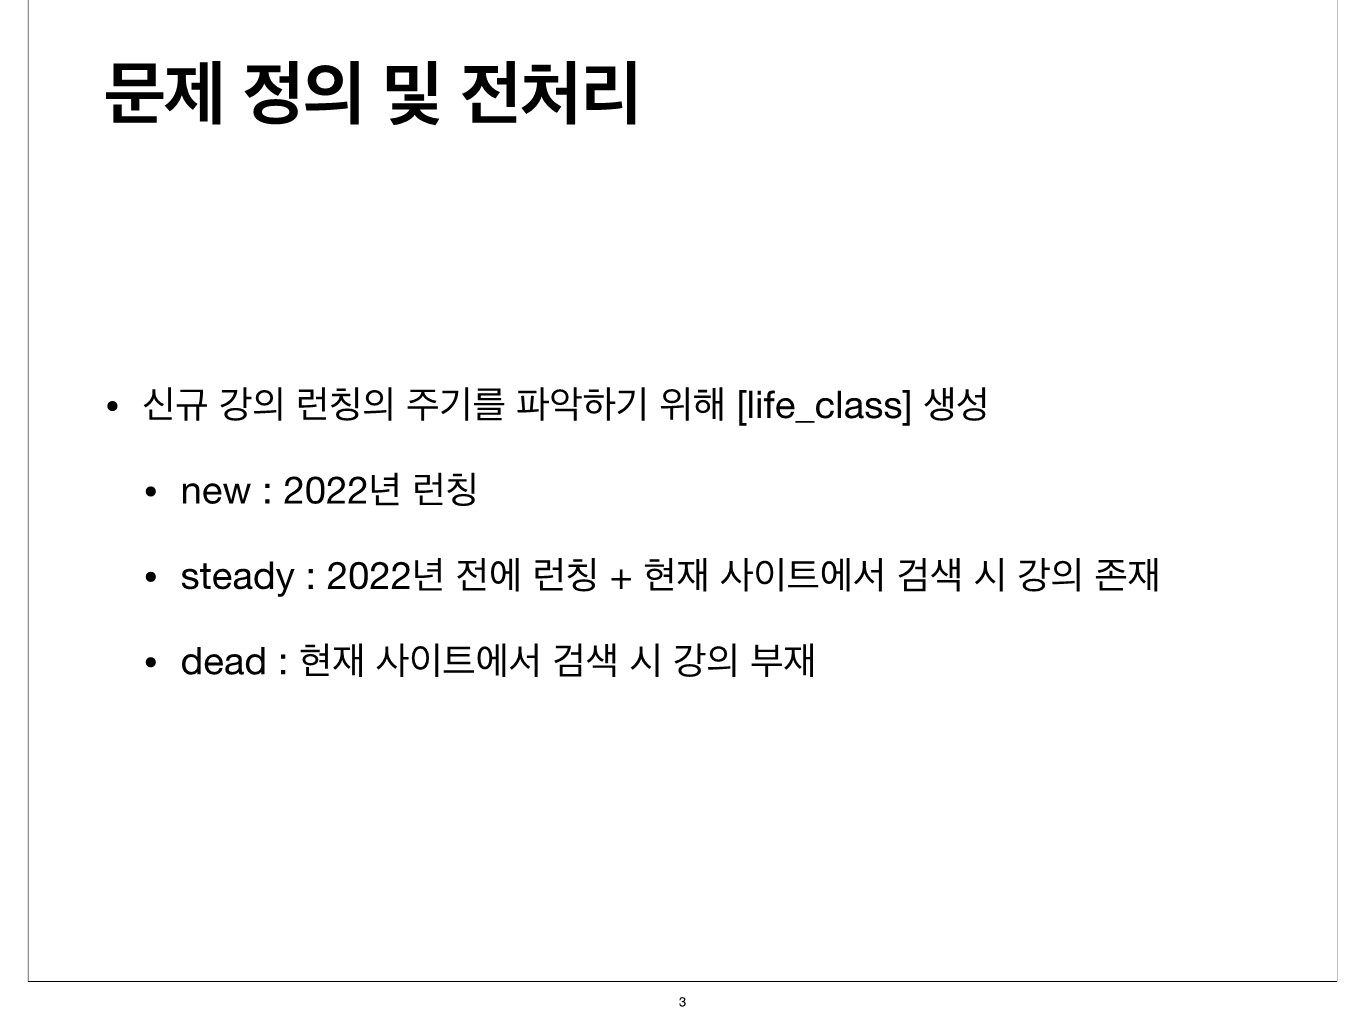 문제 정의 및 전처리
• 신규 강의 런칭의 주기를 파악하기 위해 [life_class] 생성
• new : 2022년 런칭
• steady : 2022년 전에 런칭 + 현재 사이트에서 검색 시 강의 존재
• dead : 현재 사이트에서 검색 시 강의 부재
3